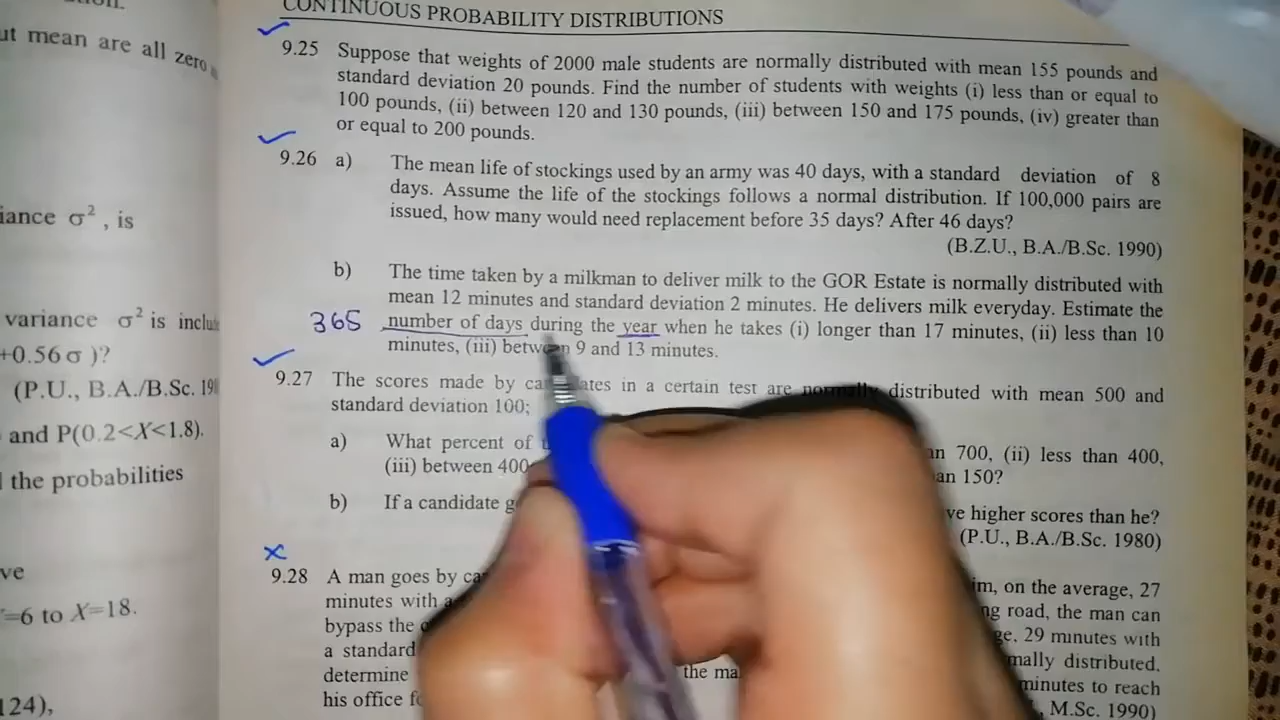 CONTINUOUS PROBABILITY DISTRIBUTIONS
ut mean are all zero
iance σ², is
variance σ² is inclu
+0.56σ)?
(P.U., B.A./B.Sc. 19
and P(0.2<X<1.8).
the probabilities
ve
=6 to X=18.
124),
9.25 Suppose that weights of 2000 male students are normally distributed with mean 155 pounds and
standard deviation 20 pounds. Find the number of students with weights (i) less than or equal to
100 pounds, (ii) between 120 and 130 pounds, (iii) between 150 and 175 pounds, (iv) greater than
or equal to 200 pounds.
9.26 a) The mean life of stockings used by an army was 40 days, with a standard deviation of 8
days. Assume the life of the stockings follows a normal distribution. If 100,000 pairs are
issued, how many would need replacement before 35 days? After 46 days?
(B.Z.U., B.A./B.Sc. 1990)
b) The time taken by a milkman to deliver milk to the GOR Estate is normally distributed with
mean 12 minutes and standard deviation 2 minutes. He delivers milk everyday. Estimate the
365 number of days during the year when he takes (i) longer than 17 minutes, (ii) less than 10
minutes, (iii) between 9 and 13 minutes.
9.27 The scores made by ca ates in a certain test are normally distributed with mean 500 and
standard deviation 100;
a) What percent of an 700, (ii) less than 400,
(iii) between 400 an 150?
b) If a candidate g ve higher scores than he?
(P.U., B.A./B.Sc. 1980)
9.28 A man goes by ca im, on the average, 27
minutes with a ng road, the man can
bypass the ge, 29 minutes with
a standard mally distributed.
determine the ma minutes to reach
his office f , M.Sc. 1990)